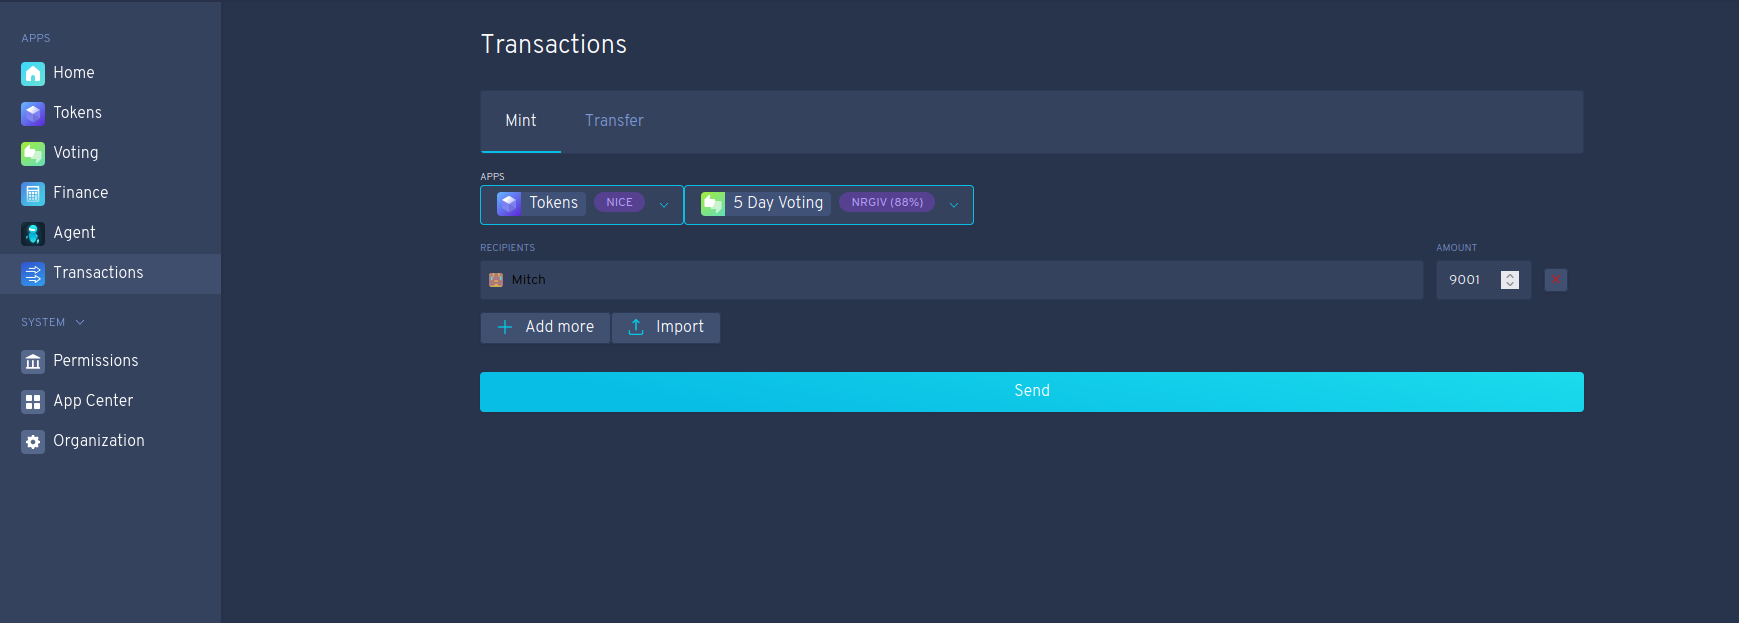 APPS
Home
Tokens
Voting
Finance
Agent
Transactions
SYSTEM
Permissions
App Center
Organization
Transactions
Mint Transfer
APPS
Tokens NICE 5 Day Voting NRGIV (88%)
RECIPIENTS AMOUNT
Mitch 9001
Add more Import
Send